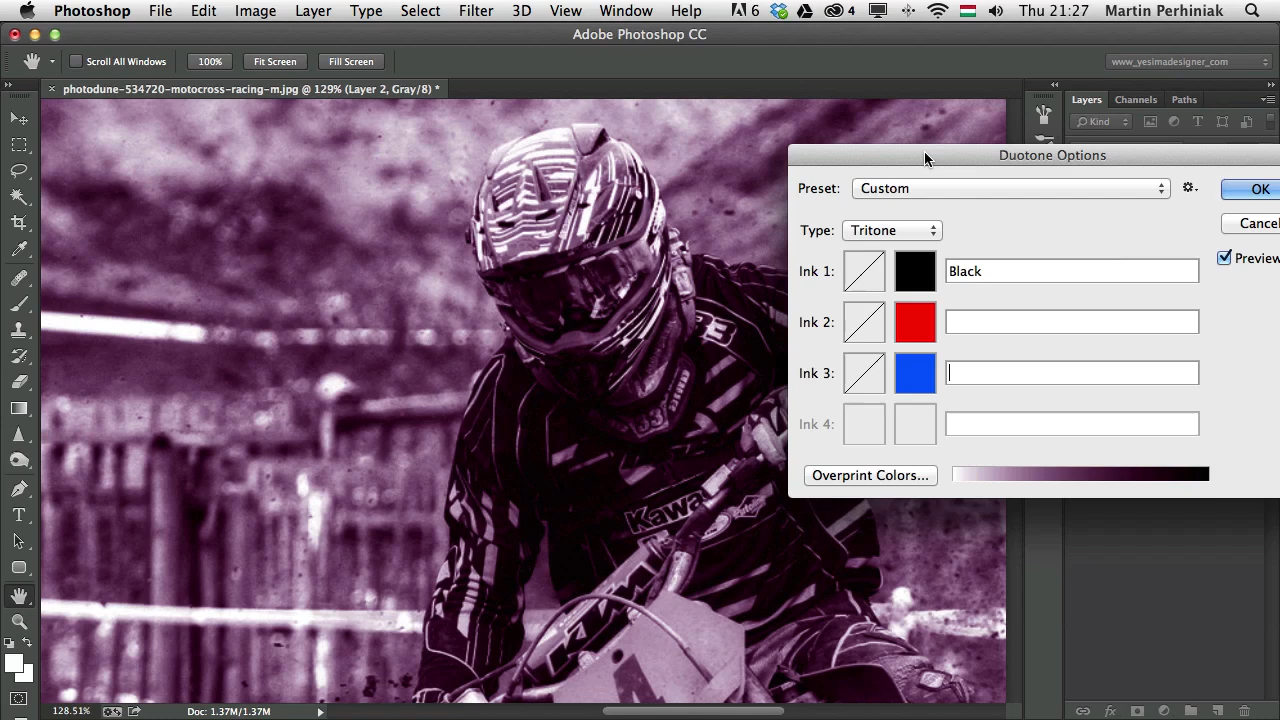 Photoshop File Edit Image Layer Type Select Filter 3D View Window Help 6 4 Thu 21:27 Martin Perhiniak
Adobe Photoshop CC
Scroll All Windows 100% Fit Screen Fill Screen www_yesimadesigner_com
photodune-534720-motocross-racing-m.jpg @ 129% (Layer 2, Gray/8) *
Layers Channels Paths
Kind
Duotone Options
Preset: Custom OK
Type: Tritone Cancel
Ink 1: Black Preview
Ink 2:
Ink 3:
Ink 4:
Overprint Colors...
Kawa
128.51% Doc: 1.37M/1.37M